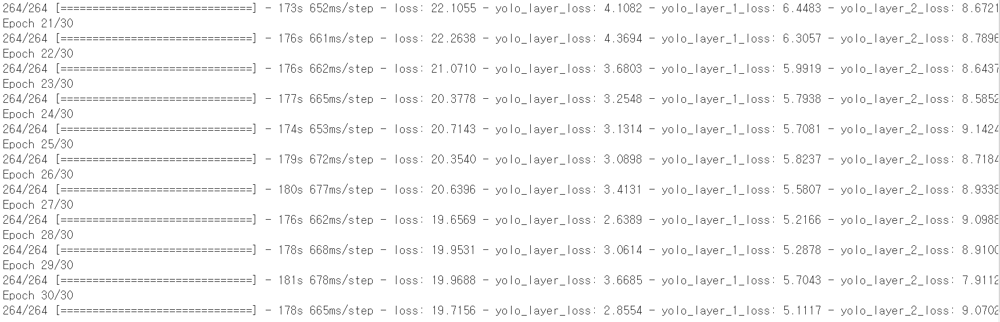 264/264 [==============================] - 173s 652ms/step - loss: 22.1055 - yolo_layer_loss: 4.1082 - yolo_layer_1_loss: 6.4483 - yolo_layer_2_loss: 8.6721
Epoch 21/30
264/264 [==============================] - 176s 661ms/step - loss: 22.2638 - yolo_layer_loss: 4.3694 - yolo_layer_1_loss: 6.3057 - yolo_layer_2_loss: 8.7896
Epoch 22/30
264/264 [==============================] - 176s 662ms/step - loss: 21.0710 - yolo_layer_loss: 3.6803 - yolo_layer_1_loss: 5.9919 - yolo_layer_2_loss: 8.6437
Epoch 23/30
264/264 [==============================] - 177s 665ms/step - loss: 20.3778 - yolo_layer_loss: 3.2548 - yolo_layer_1_loss: 5.7938 - yolo_layer_2_loss: 8.5852
Epoch 24/30
264/264 [==============================] - 174s 653ms/step - loss: 20.7143 - yolo_layer_loss: 3.1314 - yolo_layer_1_loss: 5.7081 - yolo_layer_2_loss: 9.1424
Epoch 25/30
264/264 [==============================] - 179s 672ms/step - loss: 20.3540 - yolo_layer_loss: 3.0898 - yolo_layer_1_loss: 5.8237 - yolo_layer_2_loss: 8.7184
Epoch 26/30
264/264 [==============================] - 180s 677ms/step - loss: 20.6396 - yolo_layer_loss: 3.4131 - yolo_layer_1_loss: 5.5807 - yolo_layer_2_loss: 8.9338
Epoch 27/30
264/264 [==============================] - 176s 662ms/step - loss: 19.6569 - yolo_layer_loss: 2.6389 - yolo_layer_1_loss: 5.2166 - yolo_layer_2_loss: 9.0988
Epoch 28/30
264/264 [==============================] - 178s 668ms/step - loss: 19.9531 - yolo_layer_loss: 3.0614 - yolo_layer_1_loss: 5.2878 - yolo_layer_2_loss: 8.9100
Epoch 29/30
264/264 [==============================] - 181s 678ms/step - loss: 19.9688 - yolo_layer_loss: 3.6685 - yolo_layer_1_loss: 5.7043 - yolo_layer_2_loss: 7.9112
Epoch 30/30
264/264 [==============================] - 178s 665ms/step - loss: 19.7156 - yolo_layer_loss: 2.8554 - yolo_layer_1_loss: 5.1117 - yolo_layer_2_loss: 9.0702